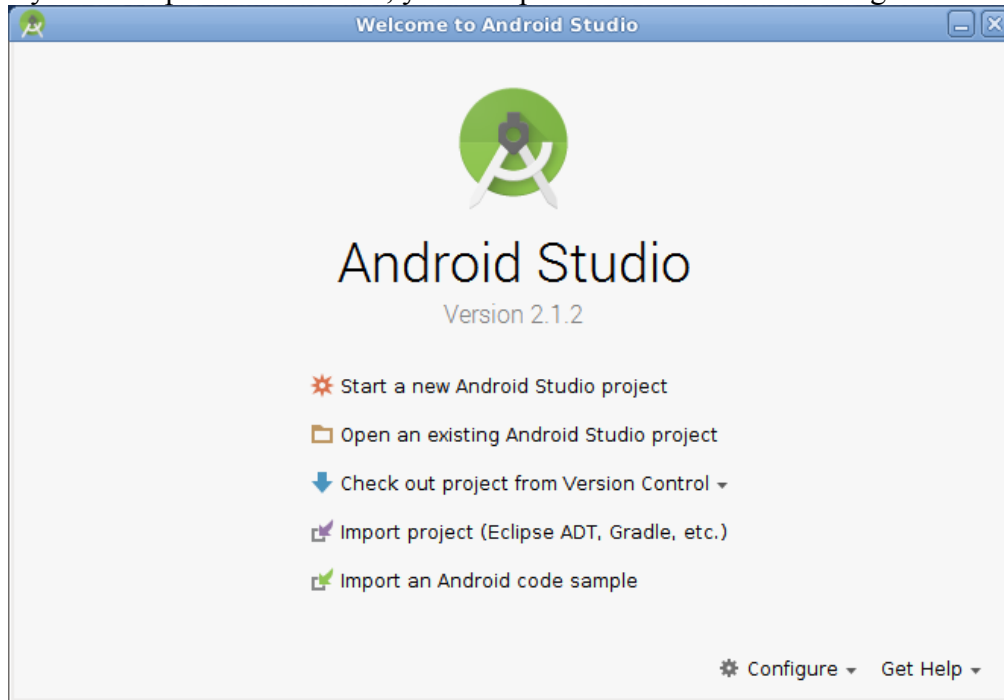 Welcome to Android Studio
Android Studio
Version 2.1.2
Start a new Android Studio project
Open an existing Android Studio project
Check out project from Version Control
Import project (Eclipse ADT, Gradle, etc.)
Import an Android code sample
Configure Get Help